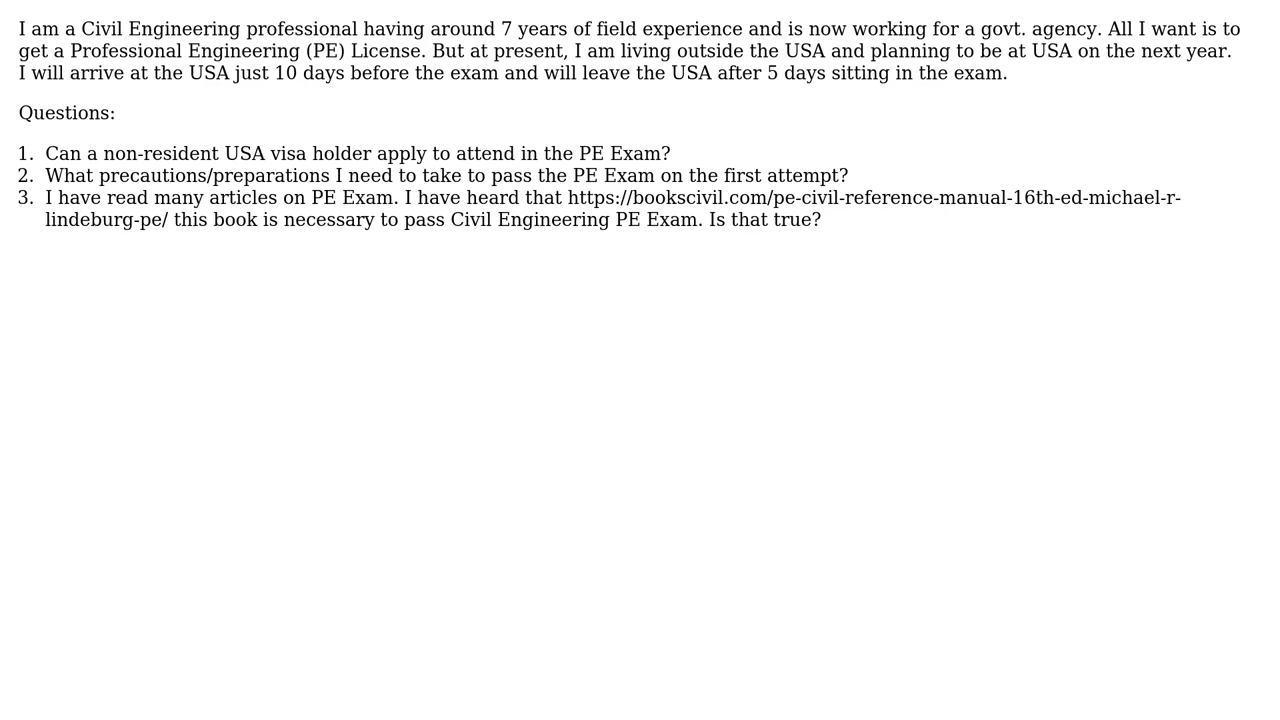 I am a Civil Engineering professional having around 7 years of field experience and is now working for a govt. agency. All I want is to
get a Professional Engineering (PE) License. But at present, I am living outside the USA and planning to be at USA on the next year.
I will arrive at the USA just 10 days before the exam and will leave the USA after 5 days sitting in the exam.
Questions:
1. Can a non-resident USA visa holder apply to attend in the PE Exam?
2. What precautions/preparations I need to take to pass the PE Exam on the first attempt?
3. I have read many articles on PE Exam. I have heard that https://bookscivil.com/pe-civil-reference-manual-16th-ed-michael-r-
lindeburg-pe/ this book is necessary to pass Civil Engineering PE Exam. Is that true?